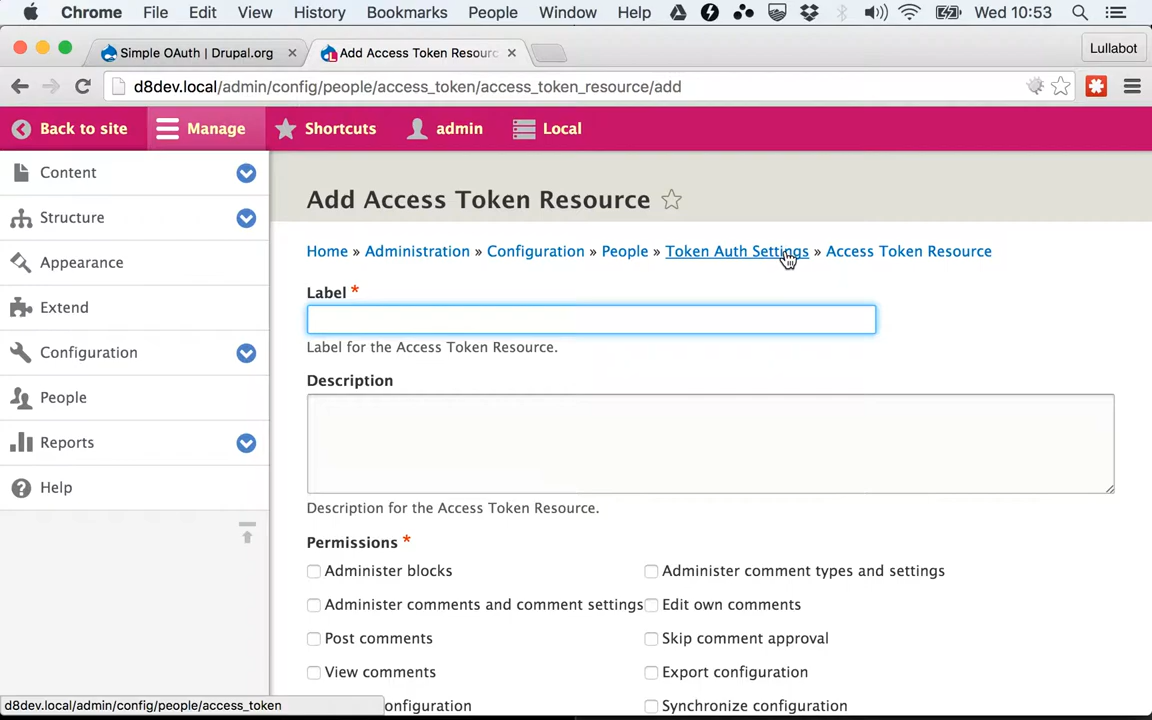 Chrome File Edit View History Bookmarks People Window Help Wed 10:53
Simple OAuth | Drupal.org Add Access Token Resourc Lullabot
d8dev.local/admin/config/people/access_token/access_token_resource/add
Back to site Manage Shortcuts admin Local
Content
Structure
Appearance
Extend
Configuration
People
Reports
Help
Add Access Token Resource
Home » Administration » Configuration » People » Token Auth Settings » Access Token Resource
Label *
Label for the Access Token Resource.
Description
Description for the Access Token Resource.
Permissions *
Administer blocks Administer comment types and settings
Administer comments and comment settings Edit own comments
Post comments Skip comment approval
View comments Export configuration
onfiguration Synchronize configuration
d8dev.local/admin/config/people/access_token